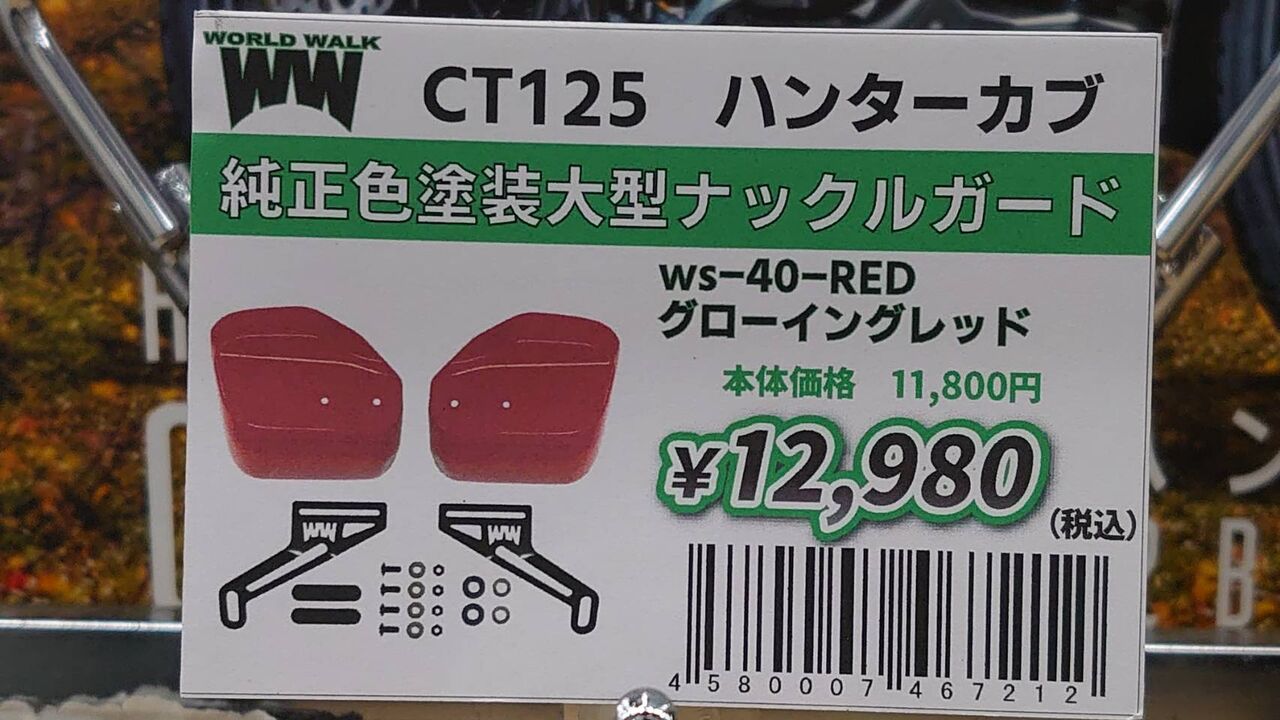 WORLD WALK
WW
CT125 ハンターカブ
純正色塗装大型ナックルガード
ws-40-RED
グローイングレッド
本体価格 11,800円
¥12,980
(税込)
WW WW
4580007467212